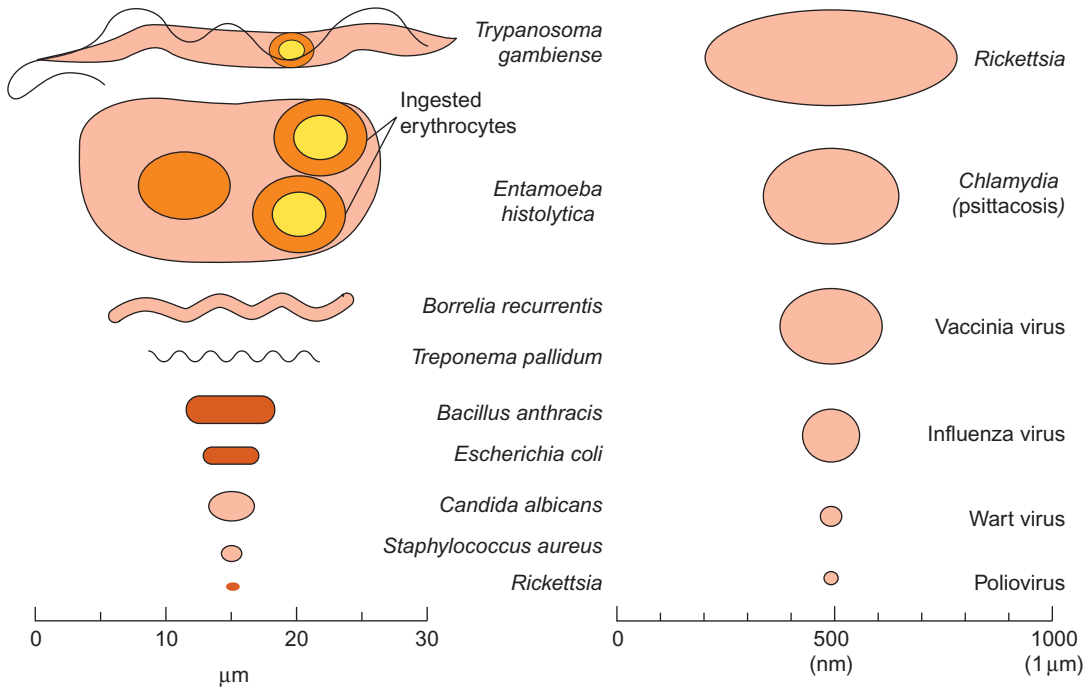 Trypanosoma
gambiense
Ingested
erythrocytes
Entamoeba
histolytica
Borrelia recurrentis
Treponema pallidum
Bacillus anthracis
Escherichia coli
Candida albicans
Staphylococcus aureus
Rickettsia
0 10 20 30
μm
Rickettsia
Chlamydia
(psittacosis)
Vaccinia virus
Influenza virus
Wart virus
Poliovirus
0 500 1000
(nm) (1 μm)